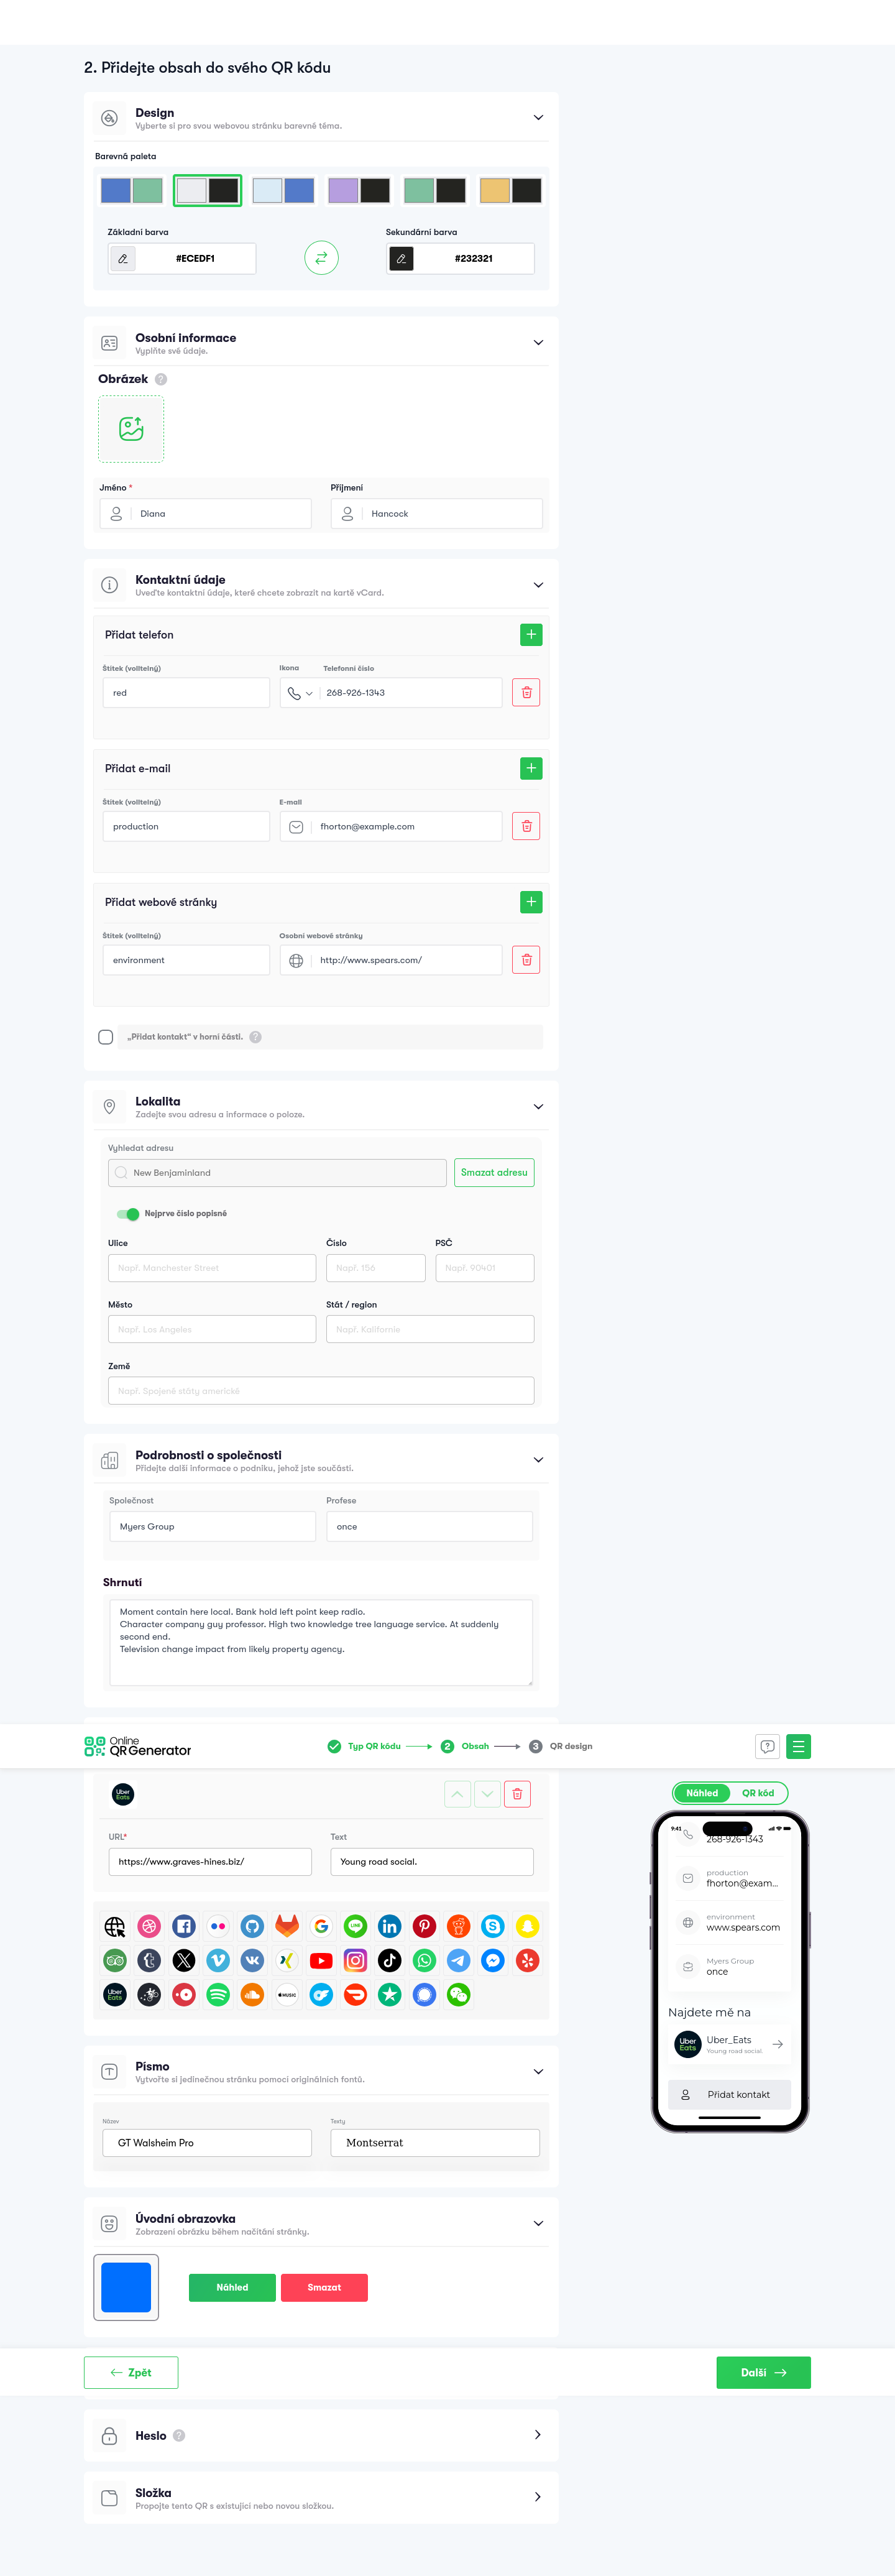 2. Přidejte obsah do svého QR kódu
Design
Vyberte si pro svou webovou stránku barevné téma.
Barevná paleta
Základní barva
Sekundární barva
#ECEDF1
#232321
Osobní informace
Vyplňte své údaje.
Obrázek ?
Jméno *
Příjmení
Diana
Hancock
Kontaktní údaje
Uveďte kontaktní údaje, které chcete zobrazit na kartě vCard.
Přidat telefon
Štítek (volitelný)
Ikona
Telefonní číslo
red
268-926-1343
Přidat e-mail
Štítek (volitelný)
E-mail
production
fhorton@example.com
Přidat webové stránky
Štítek (volitelný)
Osobní webové stránky
environment
http://www.spears.com/
„Přidat kontakt" v horní části. ?
Lokalita
Zadejte svou adresu a informace o poloze.
Vyhledat adresu
New Benjaminland
Smazat adresu
Nejprve číslo popisné
Ulice
Číslo
PSČ
Např. Manchester Street
Např. 156
Např. 90401
Město
Stát / region
Např. Los Angeles
Např. Kalifornie
Země
Např. Spojené státy americké
Podrobnosti o společnosti
Přidejte další informace o podniku, jehož jste součástí.
Společnost
Profese
Myers Group
once
Shrnutí
Moment contain here local. Bank hold left point keep radio.
Character company guy professor. High two knowledge tree language service. At suddenly
second end.
Television change impact from likely property agency.
Online
QR Generator
Typ QR kódu
2 Obsah
3 QR design
Uber
Eats
URL*
Text
https://www.graves-hines.biz/
Young road social.
Uber
Eats
MUSIC
Písmo
Vytvořte si jedinečnou stránku pomocí originálních fontů.
Název
Texty
GT Walsheim Pro
Montserrat
Úvodní obrazovka
Zobrazení obrázku během načítání stránky.
Náhled
Smazat
Zpět
Další
Heslo ?
Složka
Propojte tento QR s existující nebo novou složkou.
Náhled
QR kód
9:41
268-926-1343
production
fhorton@exam...
environment
www.spears.com
Myers Group
once
Najdete mě na
Uber
Eats
Uber_Eats
Young road social.
Přidat kontakt